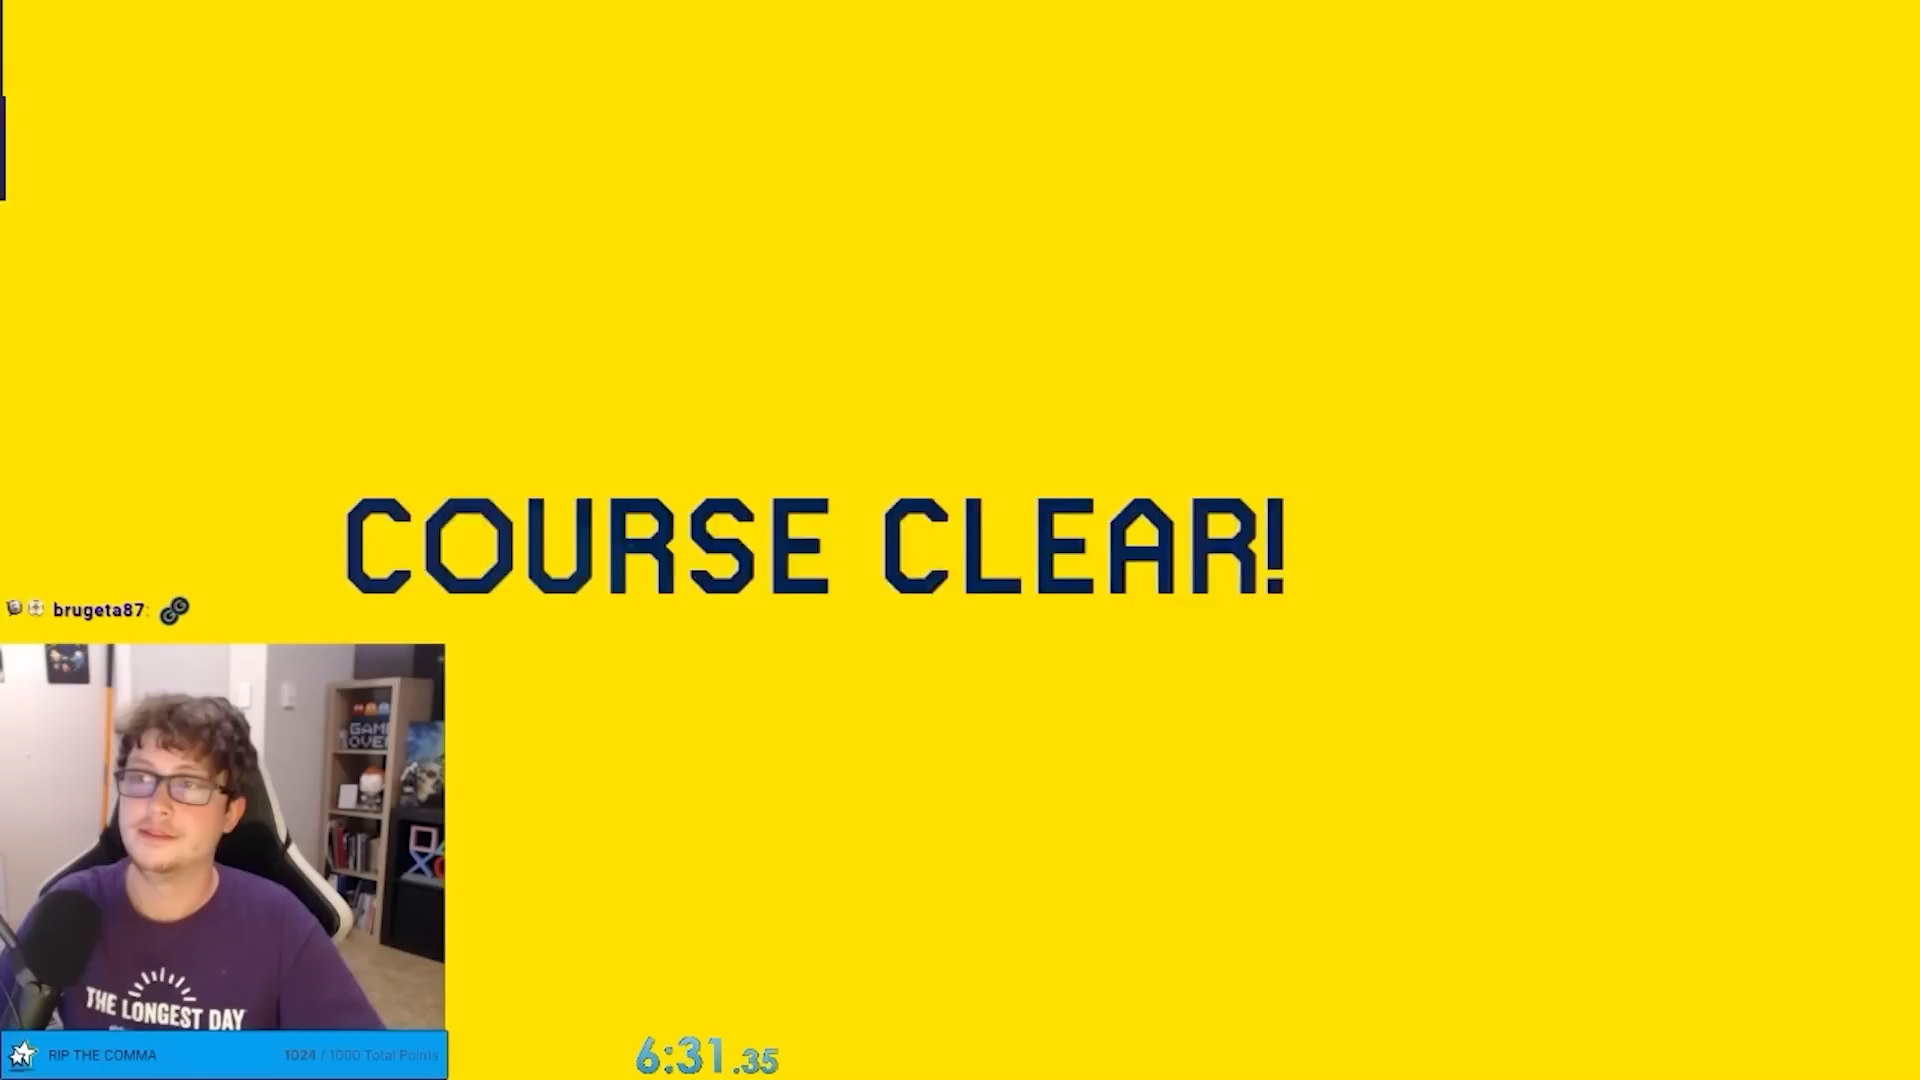 COURSE CLEAR!
brugeta87:
GAME
OVER
THE LONGEST DAY
RIP THE COMMA
1024 / 1000 Total Points
6:31.35